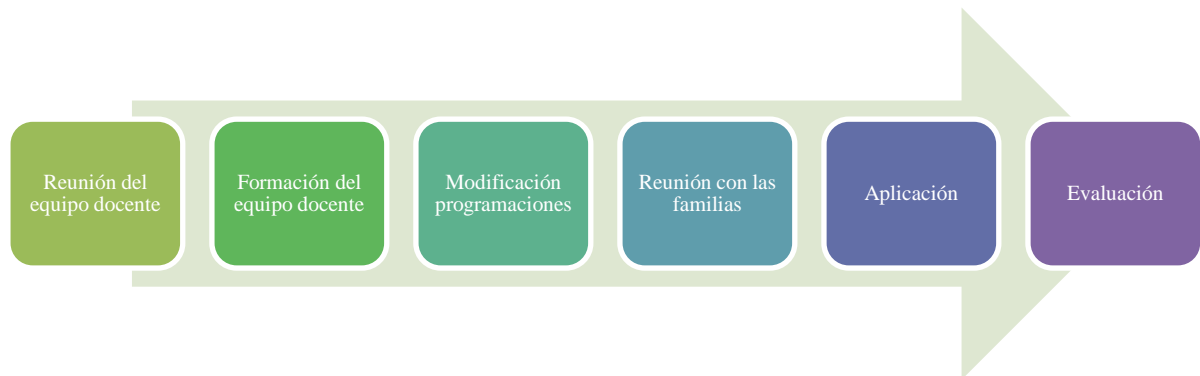 Reunión del
equipo docente
Formación del
equipo docente
Modificación
programaciones
Reunión con las
familias
Aplicación
Evaluación